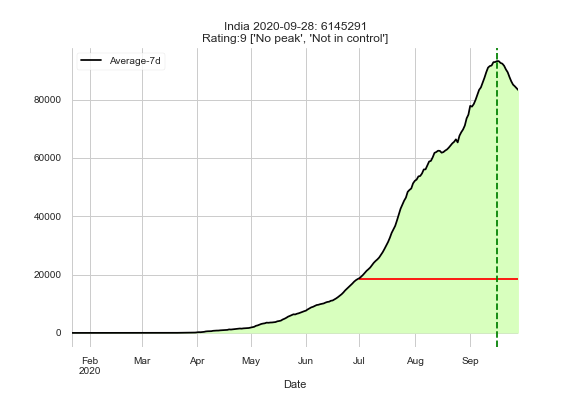 India 2020-09-28: 6145291
Rating:9 ['No peak', 'Not in control']
Average-7d
80000
60000
40000
20000
0
Feb Mar Apr May Jun Jul Aug Sep
2020
Date